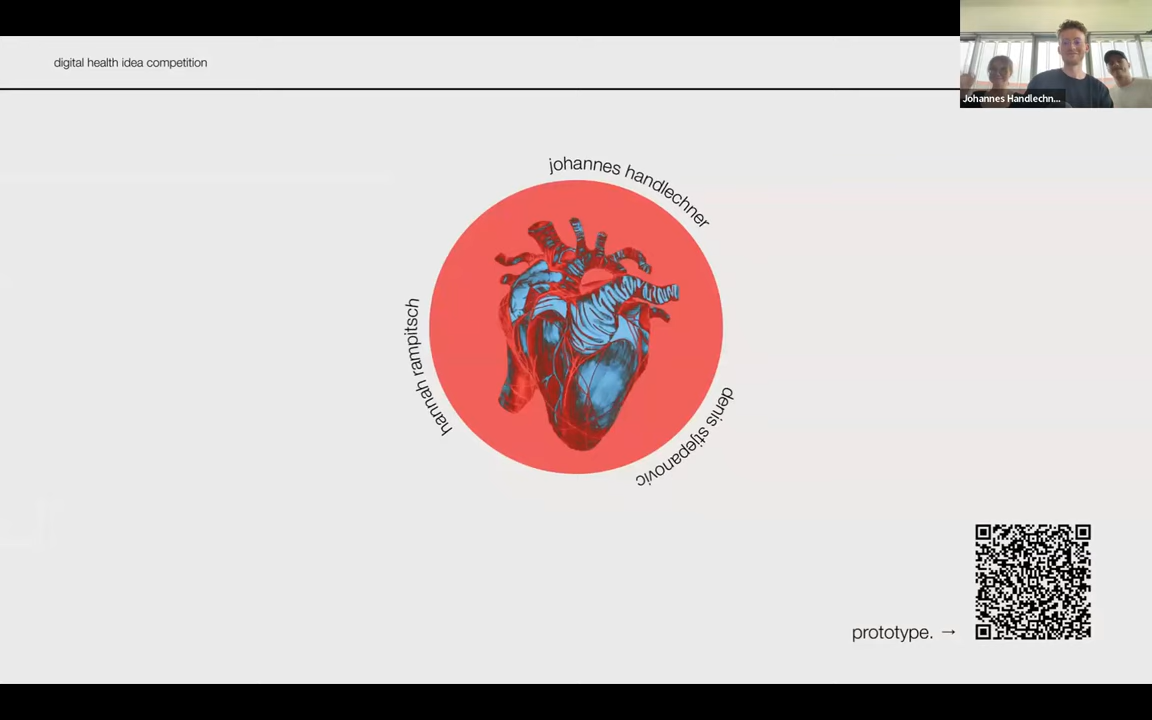 digital health idea competition
Johannes Handlechn...
johannes handlechner
hannah rampitsch
denis stjepanovic
prototype. →